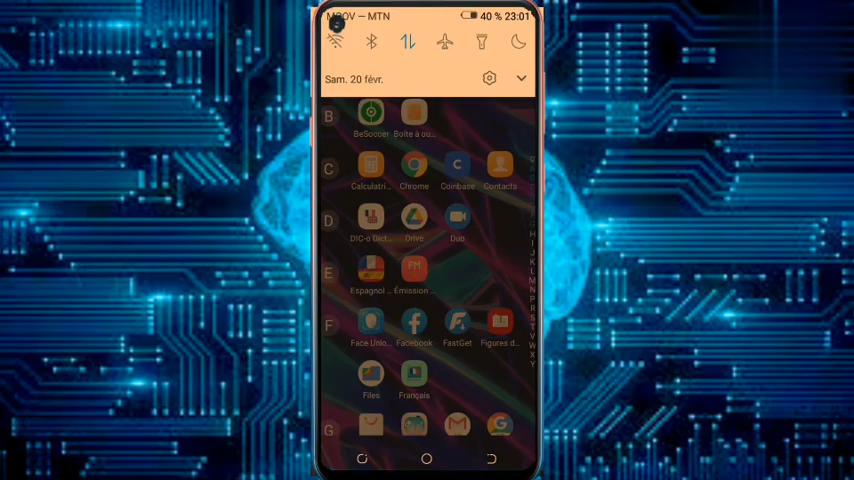 MOOV — MTN 40 % 23:01
Sam. 20 févr.
B
BeSoccer Boîte à ou...
C
Calculatri... Chrome Coinbase Contacts
D
DIC-o Dict... Drive Duo
E
FM
Espagnol ... Émission ...
F
Face Unlo... Facebook FastGet Figures d...
Files Français
G
H
I
J
K
L
M
N
P
R
S
T
V
W
X
Y